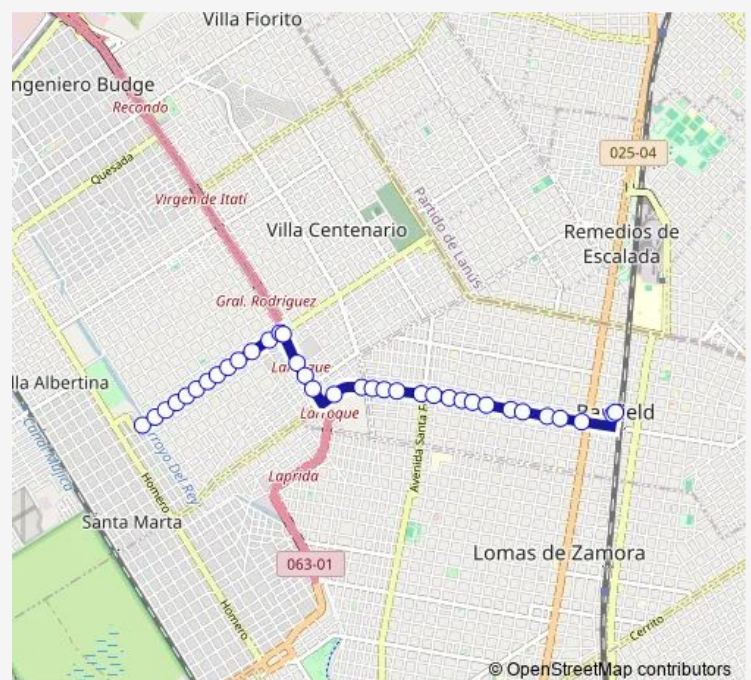 Villa Fiorito
ngeniero Budge
Recondo
025-04
Quesada
Virgen de Itatí
Partido de Lanús
Villa Centenario
Remedios de
Escalada
Gral. Rodriguez
lla Albertina
Larroque
Arroyo Del Rey
Canal Mujica
Homero
Laprida
Avenida Santa F
Santa Marta
063-01
Lomas de Zamora
Homero
Cerrito
© OpenStreetMap contributors